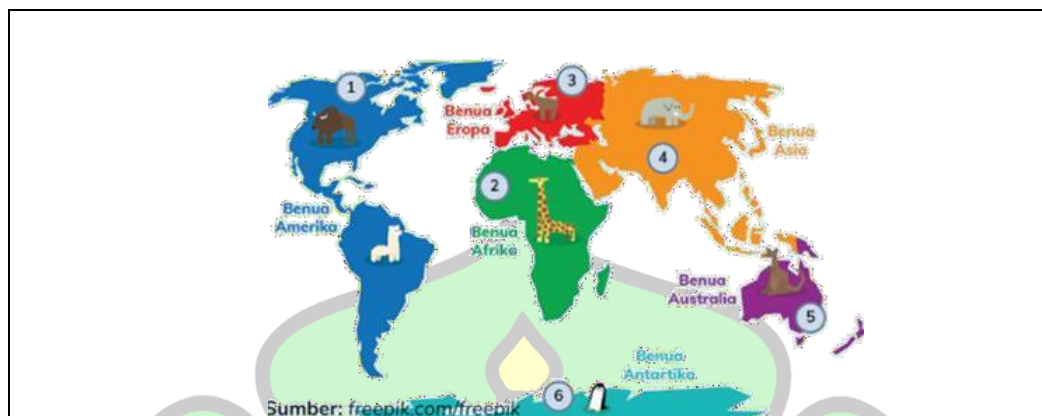 1
3
Benua
Eropa
Benua
Asia
4
2
Benua
Amerika
Benua
Afrika
Benua
Australia
5
Benua
Antartika
6
Sumber: freepik.com/freepik